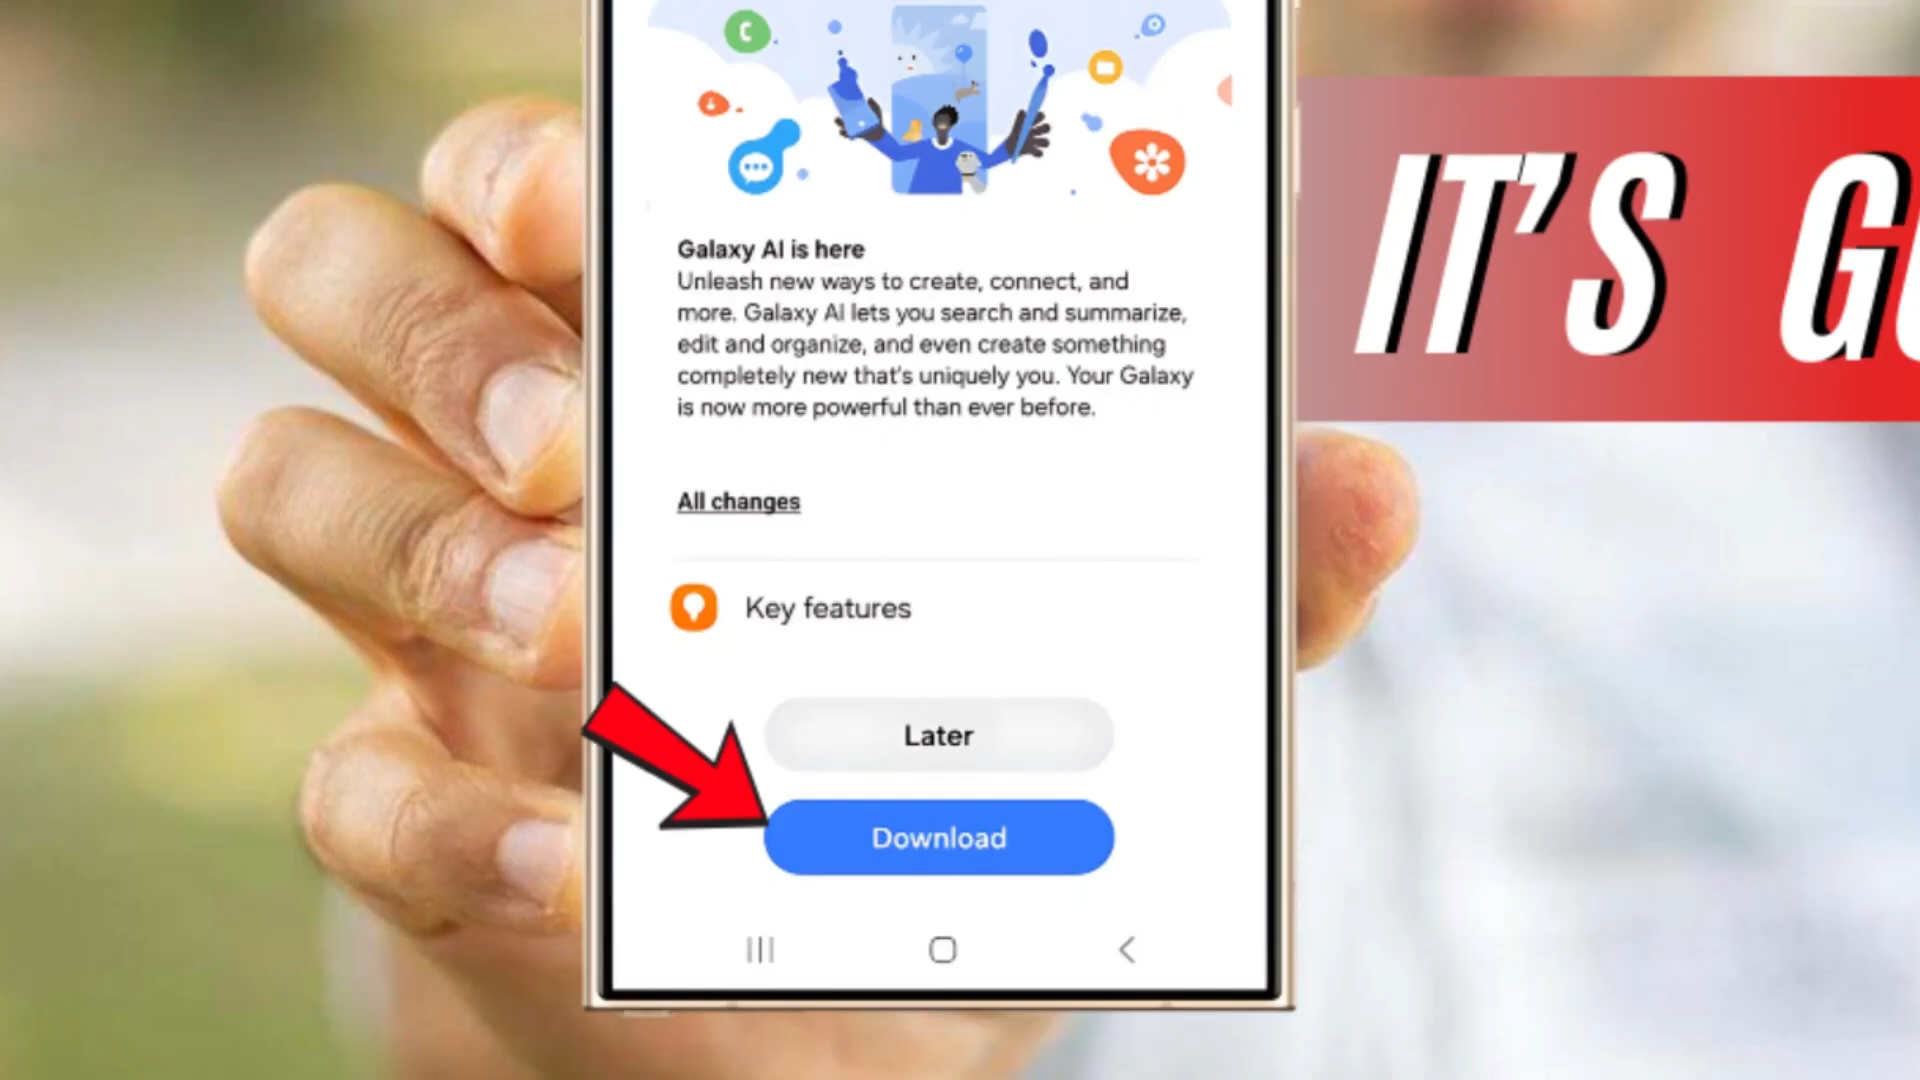 Galaxy AI is here
Unleash new ways to create, connect, and
more. Galaxy AI lets you search and summarize,
edit and organize, and even create something
completely new that's uniquely you. Your Galaxy
is now more powerful than ever before.
All changes
Key features
Later
Download
IT'S